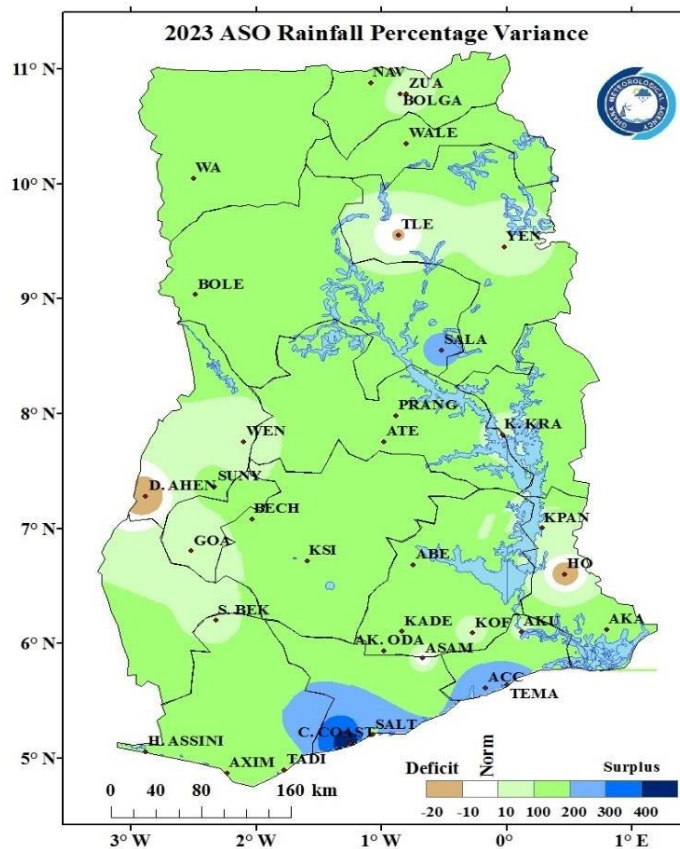 2023 ASO Rainfall Percentage Variance
GHANA METEOROLOGICAL AGENCY
11° N
10° N
9° N
8° N
7° N
6° N
5° N
NAV
ZUA
BOLGA
WALE
WA
TLE
YEN
BOLE
SALA
PRANG
WEN
ATE
K. KRA
SUNY
D. AHEN
BECH
KPAN
GOA
KSI
ABE
HO
S. BEK
KADE
KOF
AKU
AKA
AK. ODA
ASAM
ACC
TEMA
C. COAST
SALT
H. ASSINI
AXIM
TADI
Deficit
Norm
Surplus
-20 -10 10 100 200 300 400
0 40 80 160 km
3° W 2° W 1° W 0° 1° E